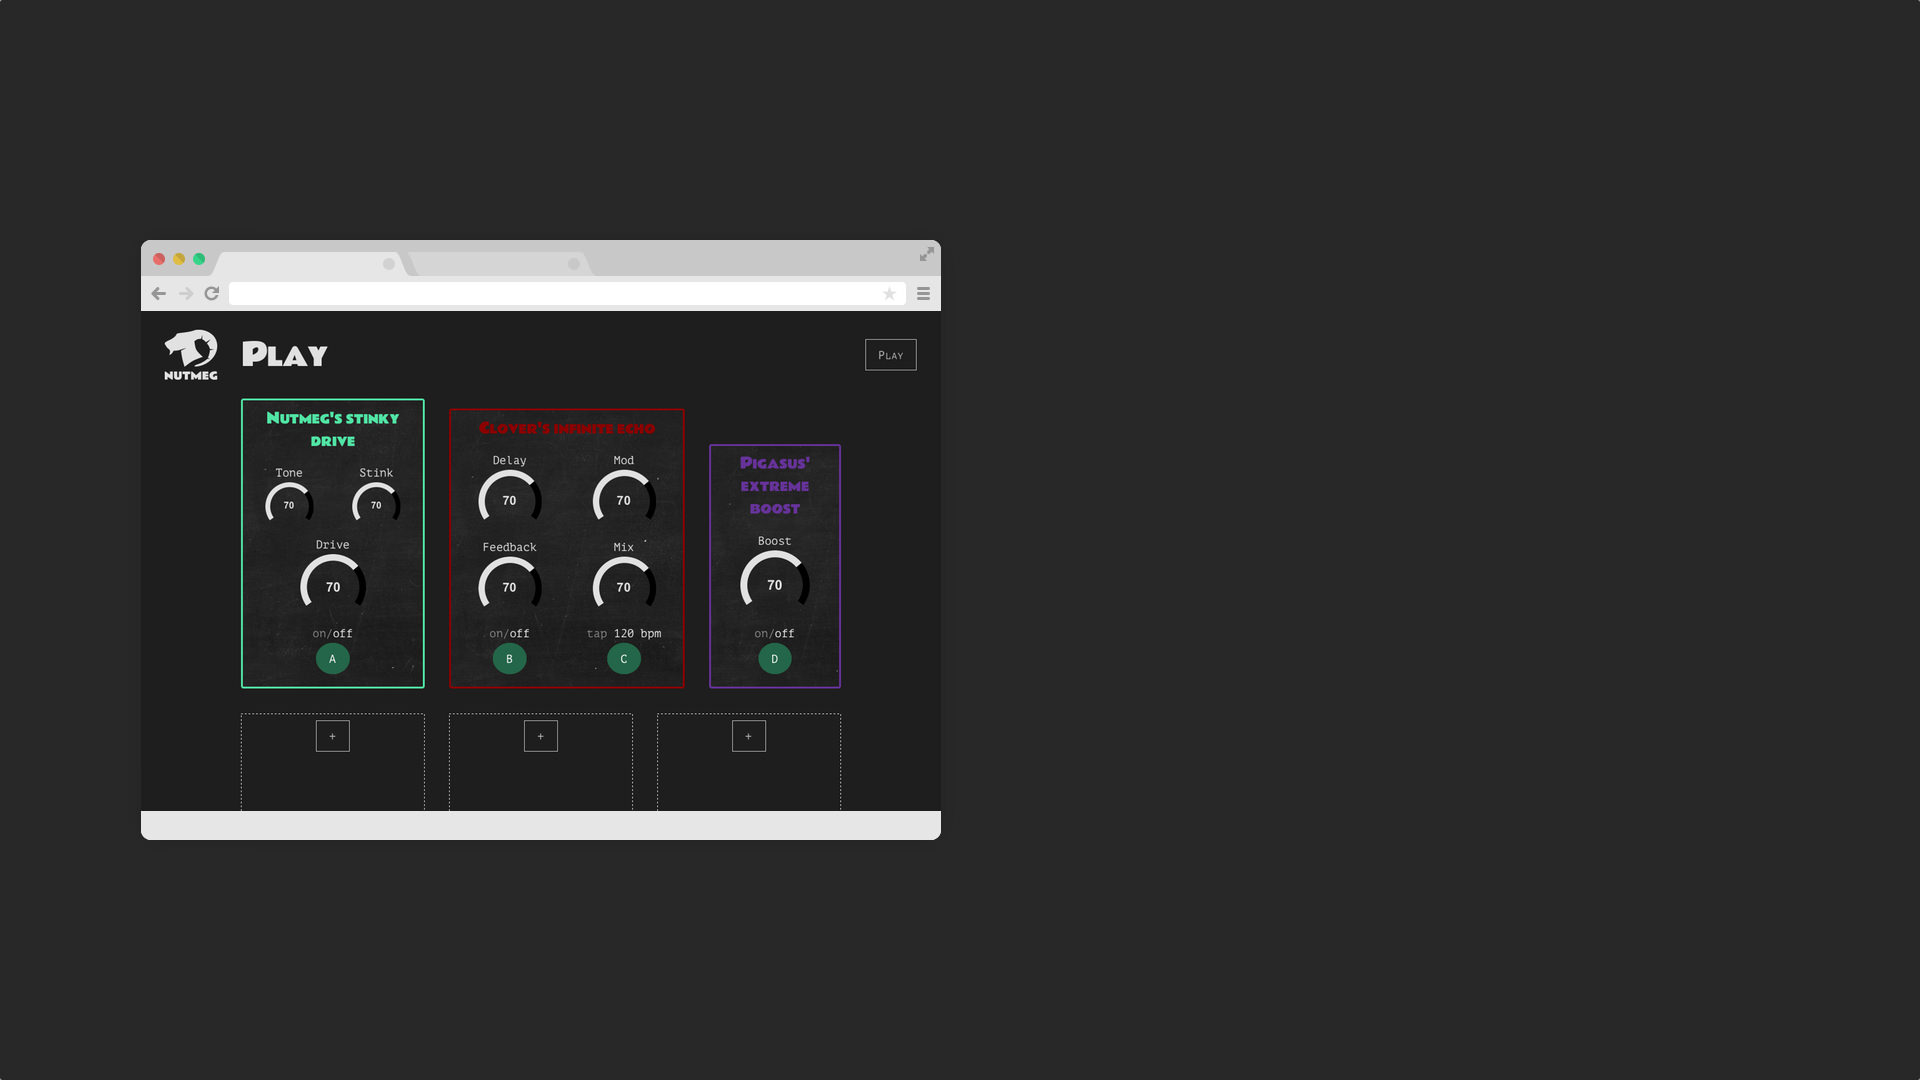 NUTMEG
Play
Play
Nutmeg's stinky
drive
Tone
Stink
70
70
Drive
70
on/off
A
Clover's infinite echo
Delay
Mod
70
70
Feedback
Mix
70
70
on/off
tap 120 bpm
B
C
Pigasus'
extreme
boost
Boost
70
on/off
D
+
+
+